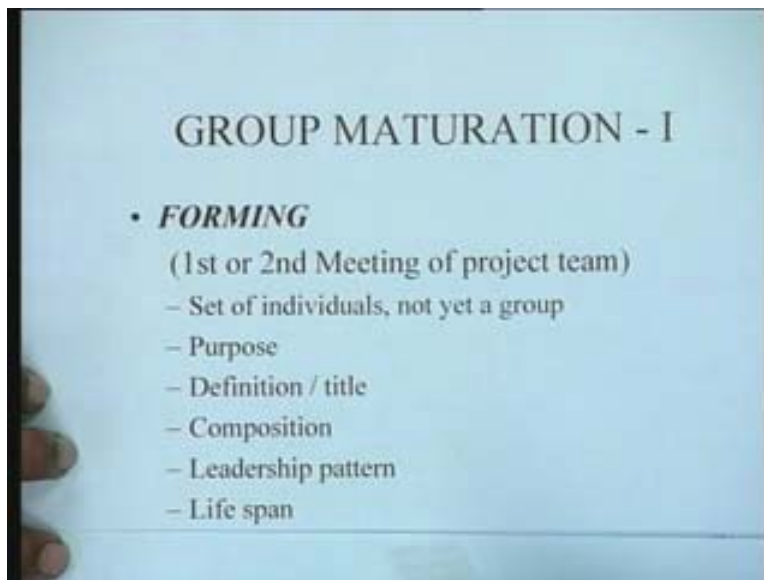 GROUP MATURATION - I
• FORMING
(1st or 2nd Meeting of project team)
– Set of individuals, not yet a group
– Purpose
– Definition / title
– Composition
– Leadership pattern
– Life span